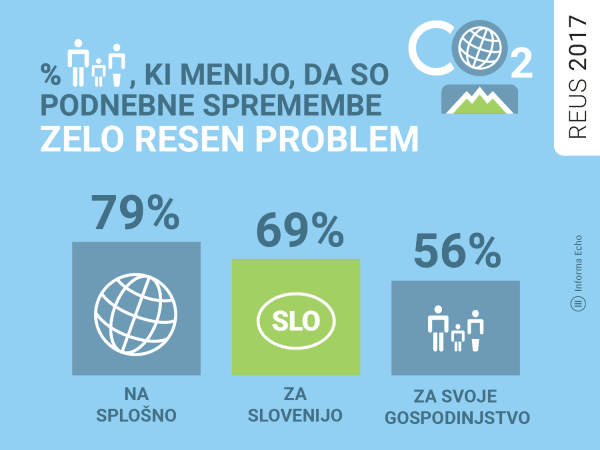 % , KI MENIJO, DA SO
PODNEBNE SPREMEMBE
ZELO RESEN PROBLEM
CO2
REUS 2017
79%
69%
56%
SLO
NA
SPLOŠNO
ZA
SLOVENIJO
ZA SVOJE
GOSPODINJSTVO
Informa Echo